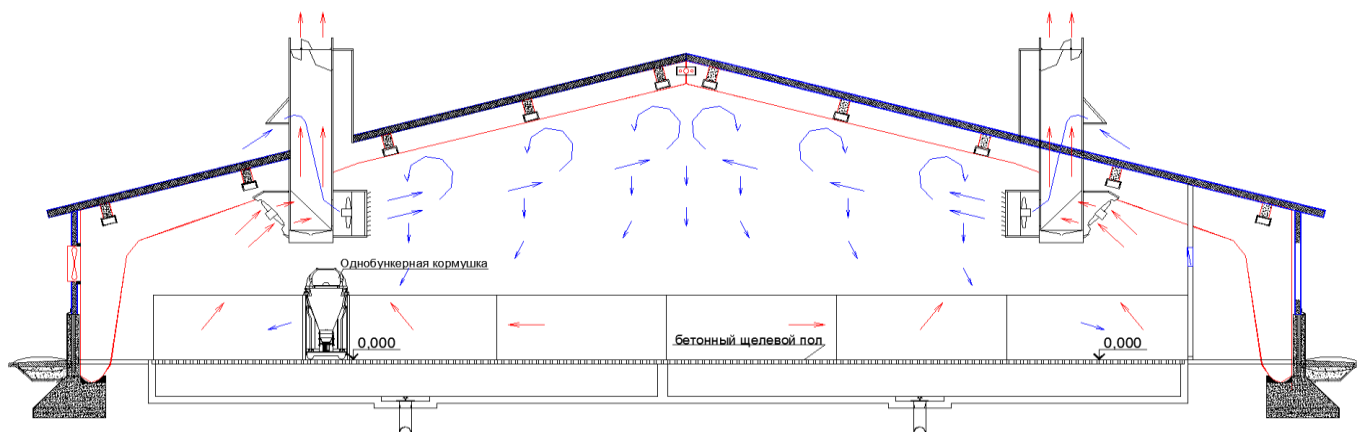 Однобункерная кормушка
0,000
бетонный щелевой пол
0,000